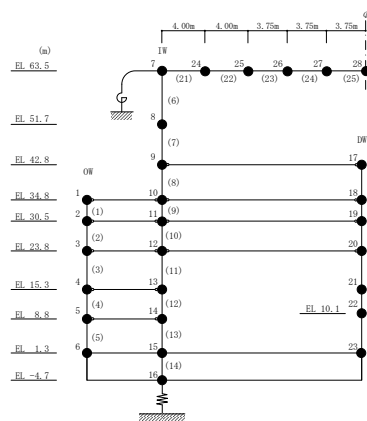 4.00m 4.00m 3.75m 3.75m 3.75m
(m) IW
EL 63.5 7 24 25 26 27 28
(21) (22) (23) (24) (25)
(6)
EL 51.7 8
(7) DW
EL 42.8 9 17
OW (8)
EL 34.8 1 10 18
(1) (9)
EL 30.5 2 11 19
(2) (10)
EL 23.8 3 12 20
(3) (11)
EL 15.3 4 13 21
(4) (12) EL 10.1 22
EL 8.8 5 14
(5) (13)
EL 1.3 6 15 23
(14)
EL -4.7 16